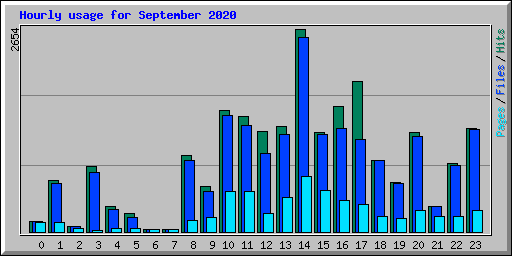 Hourly usage for September 2020
2654
Pages / Files / Hits
0 1 2 3 4 5 6 7 8 9 10 11 12 13 14 15 16 17 18 19 20 21 22 23